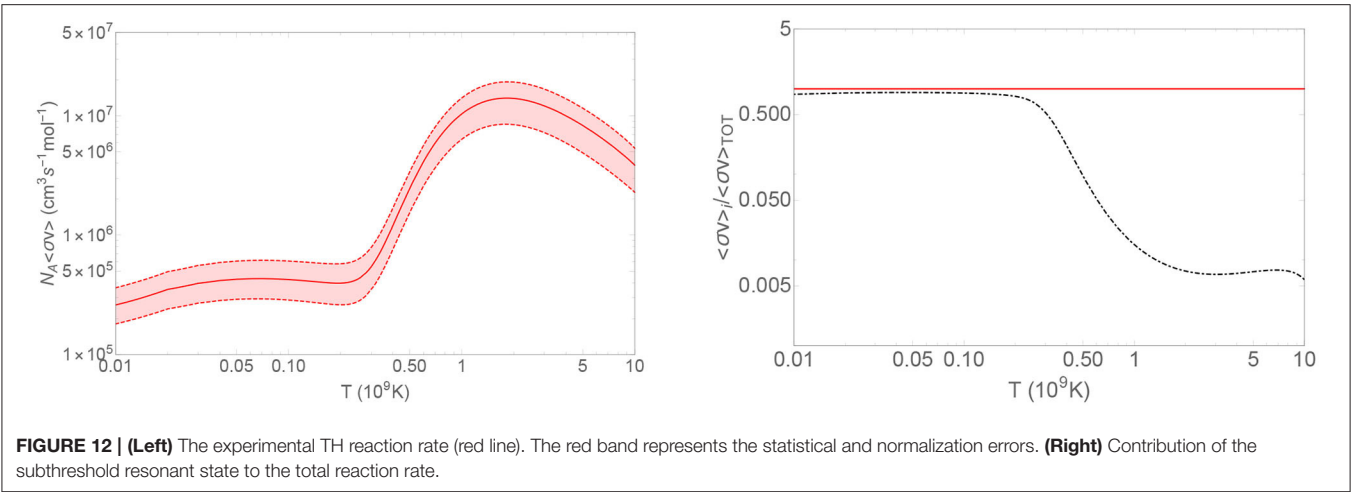 5×10⁷
1×10⁷
5×10⁶
1×10⁶
5×10⁵
1×10⁵
N_A<σv> (cm³s⁻¹mol⁻¹)
0.01 0.05 0.10 0.50 1 5 10
T (10⁹K)
5
0.500
0.050
0.005
<σv>ᵢ/<σv>TOT
0.01 0.05 0.10 0.50 1 5 10
T (10⁹K)
FIGURE 12 | (Left) The experimental TH reaction rate (red line). The red band represents the statistical and normalization errors. (Right) Contribution of the
subthreshold resonant state to the total reaction rate.